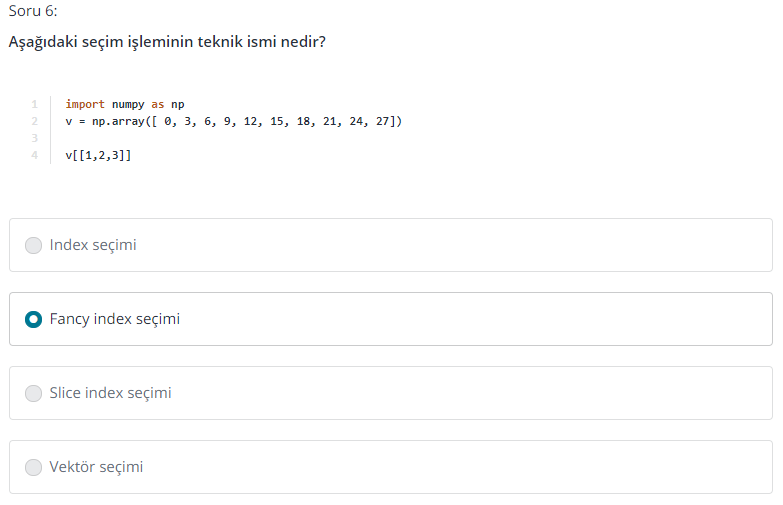 Soru 6:
Aşağıdaki seçim işleminin teknik ismi nedir?
1 import numpy as np
2 v = np.array([ 0, 3, 6, 9, 12, 15, 18, 21, 24, 27])
3
4 v[[1,2,3]]
Index seçimi
Fancy index seçimi
Slice index seçimi
Vektör seçimi